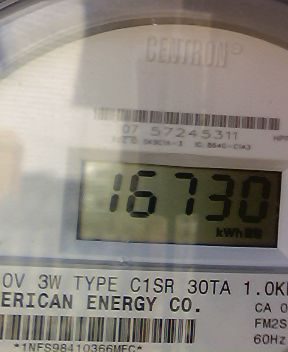 CENTRON®
07 57245311
16730
kWh
0V 3W TYPE C1SR 30TA 1.0K
ERICAN ENERGY CO.
CA 0
FM2S
60Hz
*1NFS98410366MFC*